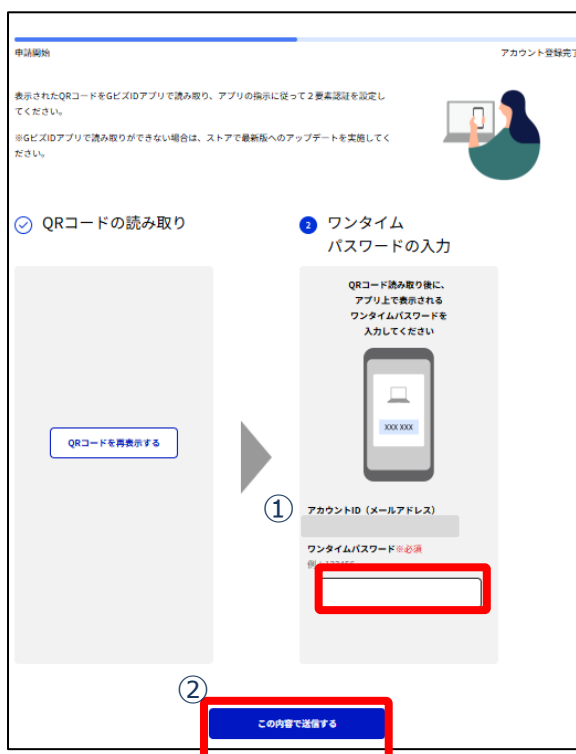 申請開始
アカウント登録完了
表示されたQRコードをGビズIDアプリで読み取り、アプリの指示に従って２要素認証を設定し
てください。
※GビズIDアプリで読み取りができない場合は、ストアで最新版へのアップデートを実施してく
ださい。
QRコードの読み取り
2 ワンタイム
パスワードの入力
QRコード読み取り後に、
アプリ上で表示される
ワンタイムパスワードを
入力してください
XXX XXX
QRコードを再表示する
①
アカウントID（メールアドレス）
ワンタイムパスワード※必須
②
この内容で送信する